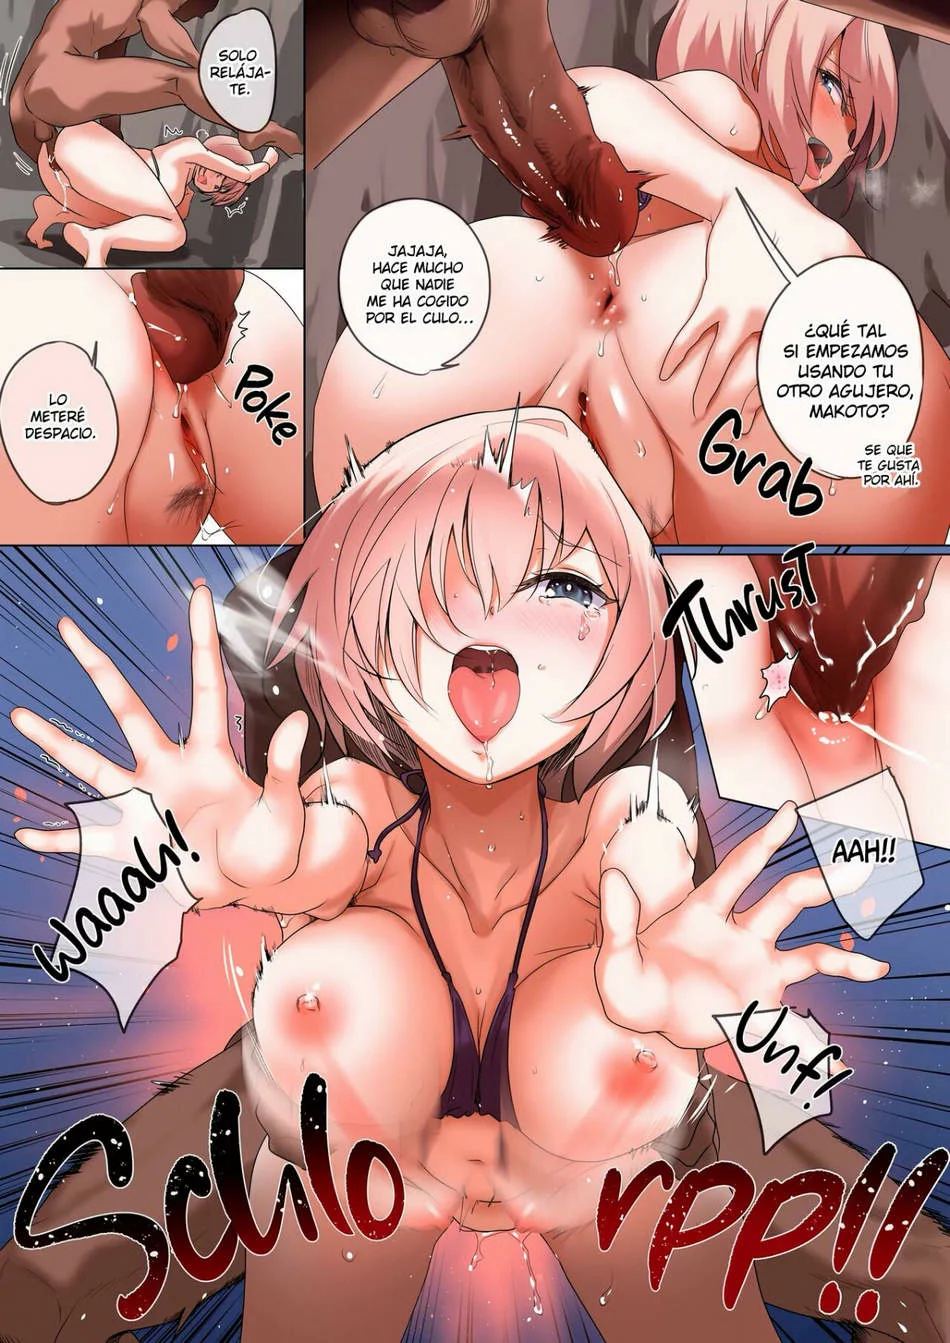 SOLO
RELÁJA-
TE.
JAJAJA,
HACE MUCHO
QUE NADIE
ME HA COGIDO
POR EL CULO...
¿QUÉ TAL
SI EMPEZAMOS
USANDO TU
OTRO AGUJERO,
MAKOTO?
SE QUE
TE GUSTA
POR AHÍ.
Grab
LO
METERÉ
DESPACIO.
Poke
Thrust
AAH!!
Waaah!
Unf!
Schlo
rpp!!